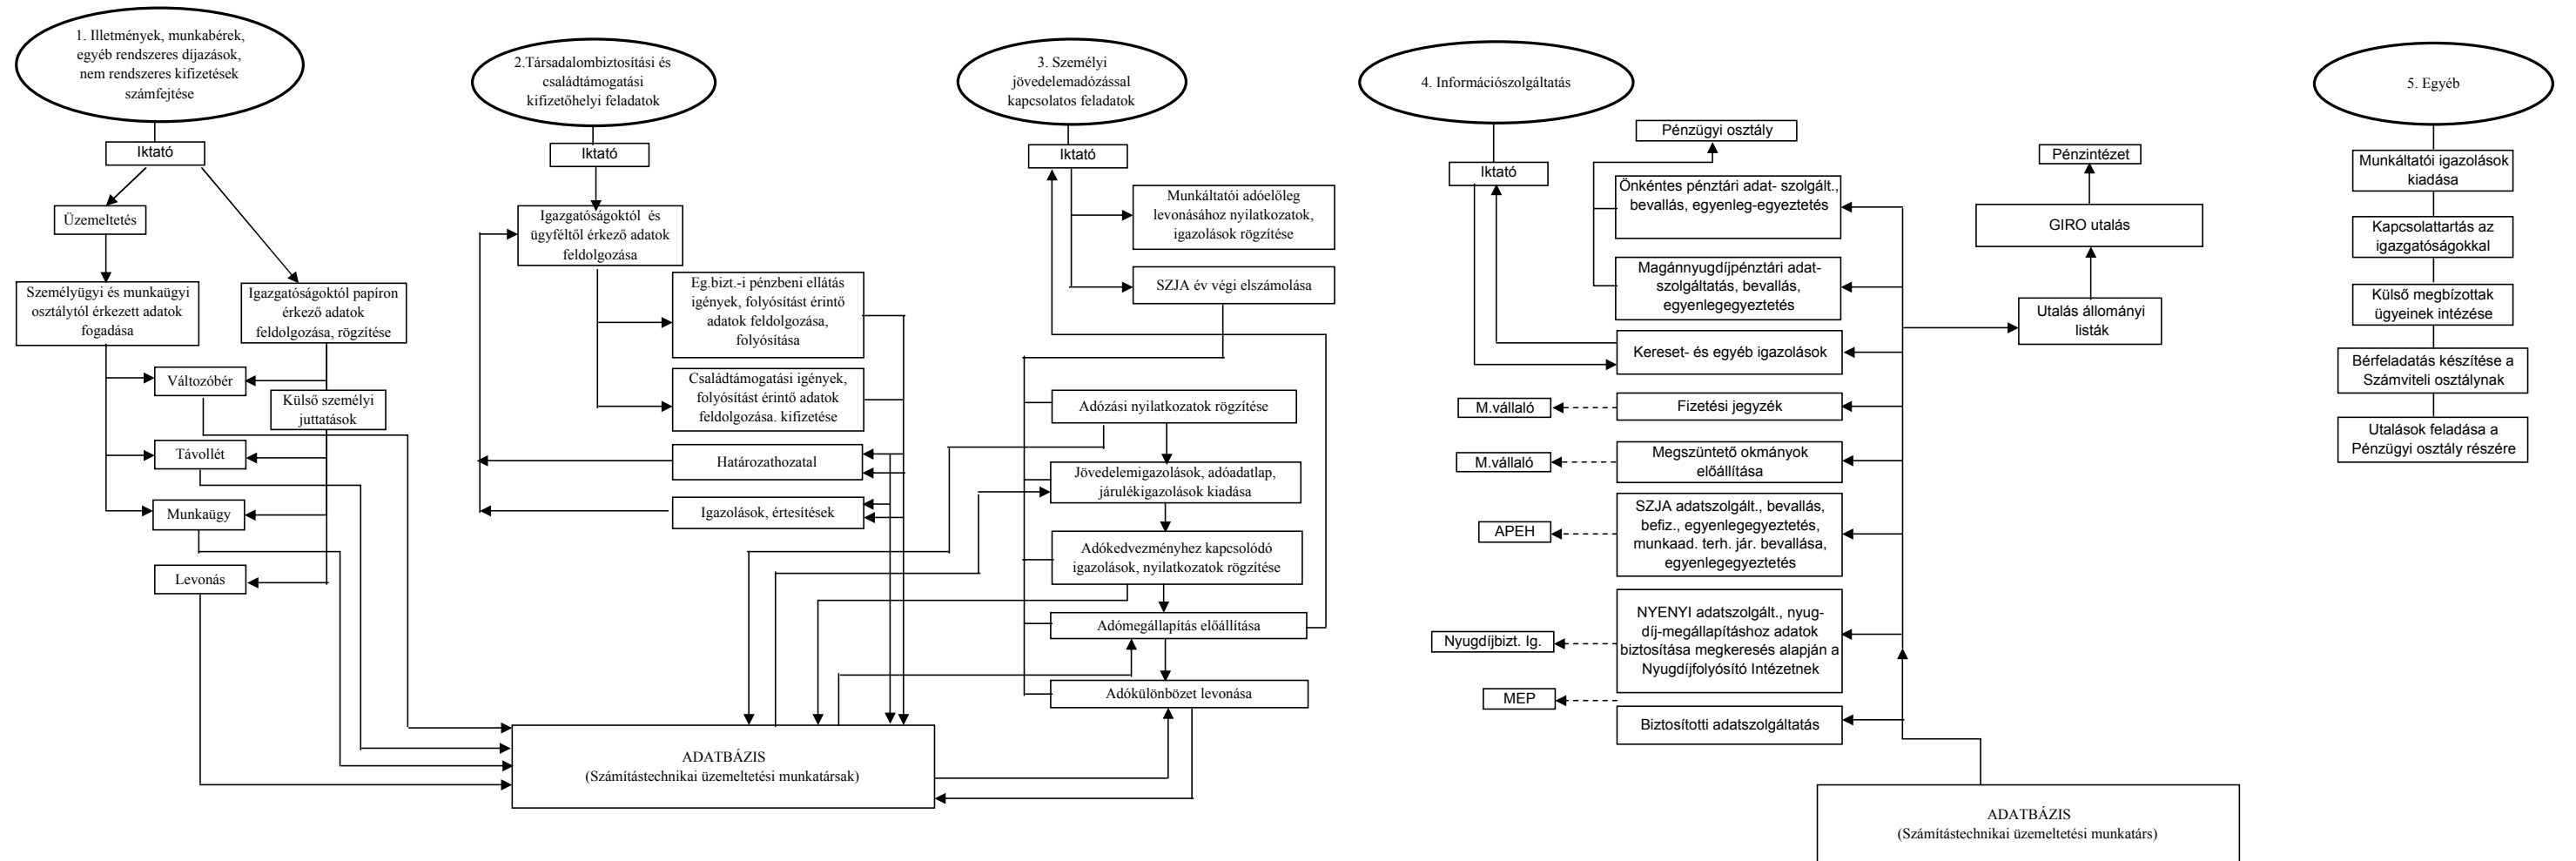 1. Illetmények, munkabérek,
egyéb rendszeres díjazások,
nem rendszeres kifizetések
számfejtése
Iktató
Üzemeltetés
Személyügyi és munkaügyi
osztálytól érkezett adatok
fogadása
Igazgatóságoktól papíron
érkező adatok
feldolgozása, rögzítése
Változóbér
Külső személyi
juttatások
Távollét
Munkaügy
Levonás
2.Társadalombiztosítási és
családtámogatási
kifizetőhelyi feladatok
Iktató
Igazgatóságoktól és
ügyféltől érkező adatok
feldolgozása
Eg.bizt.-i pénzbeni ellátás
igények, folyósítást érintő
adatok feldolgozása,
folyósítása
Családtámogatási igények,
folyósítást érintő adatok
feldolgozása. kifizetése
Határozathozatal
Igazolások, értesítések
ADATBÁZIS
(Számítástechnikai üzemeltetési munkatársak)
3. Személyi
jövedelemadózással
kapcsolatos feladatok
Iktató
Munkáltatói adóelőleg
levonásához nyilatkozatok,
igazolások rögzítése
SZJA év végi elszámolása
Adózási nyilatkozatok rögzítése
Jövedelemigazolások, adóadatlap,
járulékigazolások kiadása
Adókedvezményhez kapcsolódó
igazolások, nyilatkozatok rögzítése
Adómegállapítás előállítása
Adókülönbözet levonása
4. Információszolgáltatás
Iktató
Pénzügyi osztály
Önkéntes pénztári adat- szolgált.,
bevallás, egyenleg-egyeztetés
Magánnyugdíjpénztári adat-
szolgáltatás, bevallás,
egyenlegegyeztetés
Kereset- és egyéb igazolások
M.vállaló
Fizetési jegyzék
M.vállaló
Megszüntető okmányok
előállítása
APEH
SZJA adatszolgált., bevallás,
befiz., egyenlegegyeztetés,
munkaad. terh. jár. bevallása,
egyenlegegyeztetés
Nyugdíjbizt. Ig.
NYENYI adatszolgált., nyug-
díj-megállapításhoz adatok
biztosítása megkeresés alapján a
Nyugdíjfolyósító Intézetnek
MEP
Biztosítotti adatszolgáltatás
Pénzintézet
GIRO utalás
Utalás állományi
listák
ADATBÁZIS
(Számítástechnikai üzemeltetési munkatárs)
5. Egyéb
Munkáltatói igazolások
kiadása
Kapcsolattartás az
igazgatóságokkal
Külső megbízottak
ügyeinek intézése
Bérfeladatás készítése a
Számviteli osztálynak
Utalások feladása a
Pénzügyi osztály részére